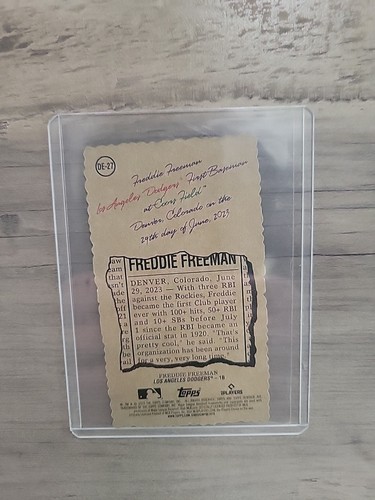 DE-27
Freddie Freeman
Los Angeles Dodgers' First Baseman
at "Coors Field"
Denver, Colorado on the
29th day of June, 2023
FREDDIE FREEMAN
DENVER, Colorado, June
29, 2023 — With three RBI
against the Rockies, Freddie
became the first Club player
ever with 100+ hits, 50+ RBI
and 10+ SBs before July
1 since the RBI became an
official stat in 1920. "That's
pretty cool," he said. "This
organization has been around
for a very, very long time."
FREDDIE FREEMAN
LOS ANGELES DODGERS® - 1B
topps
PLAYERS